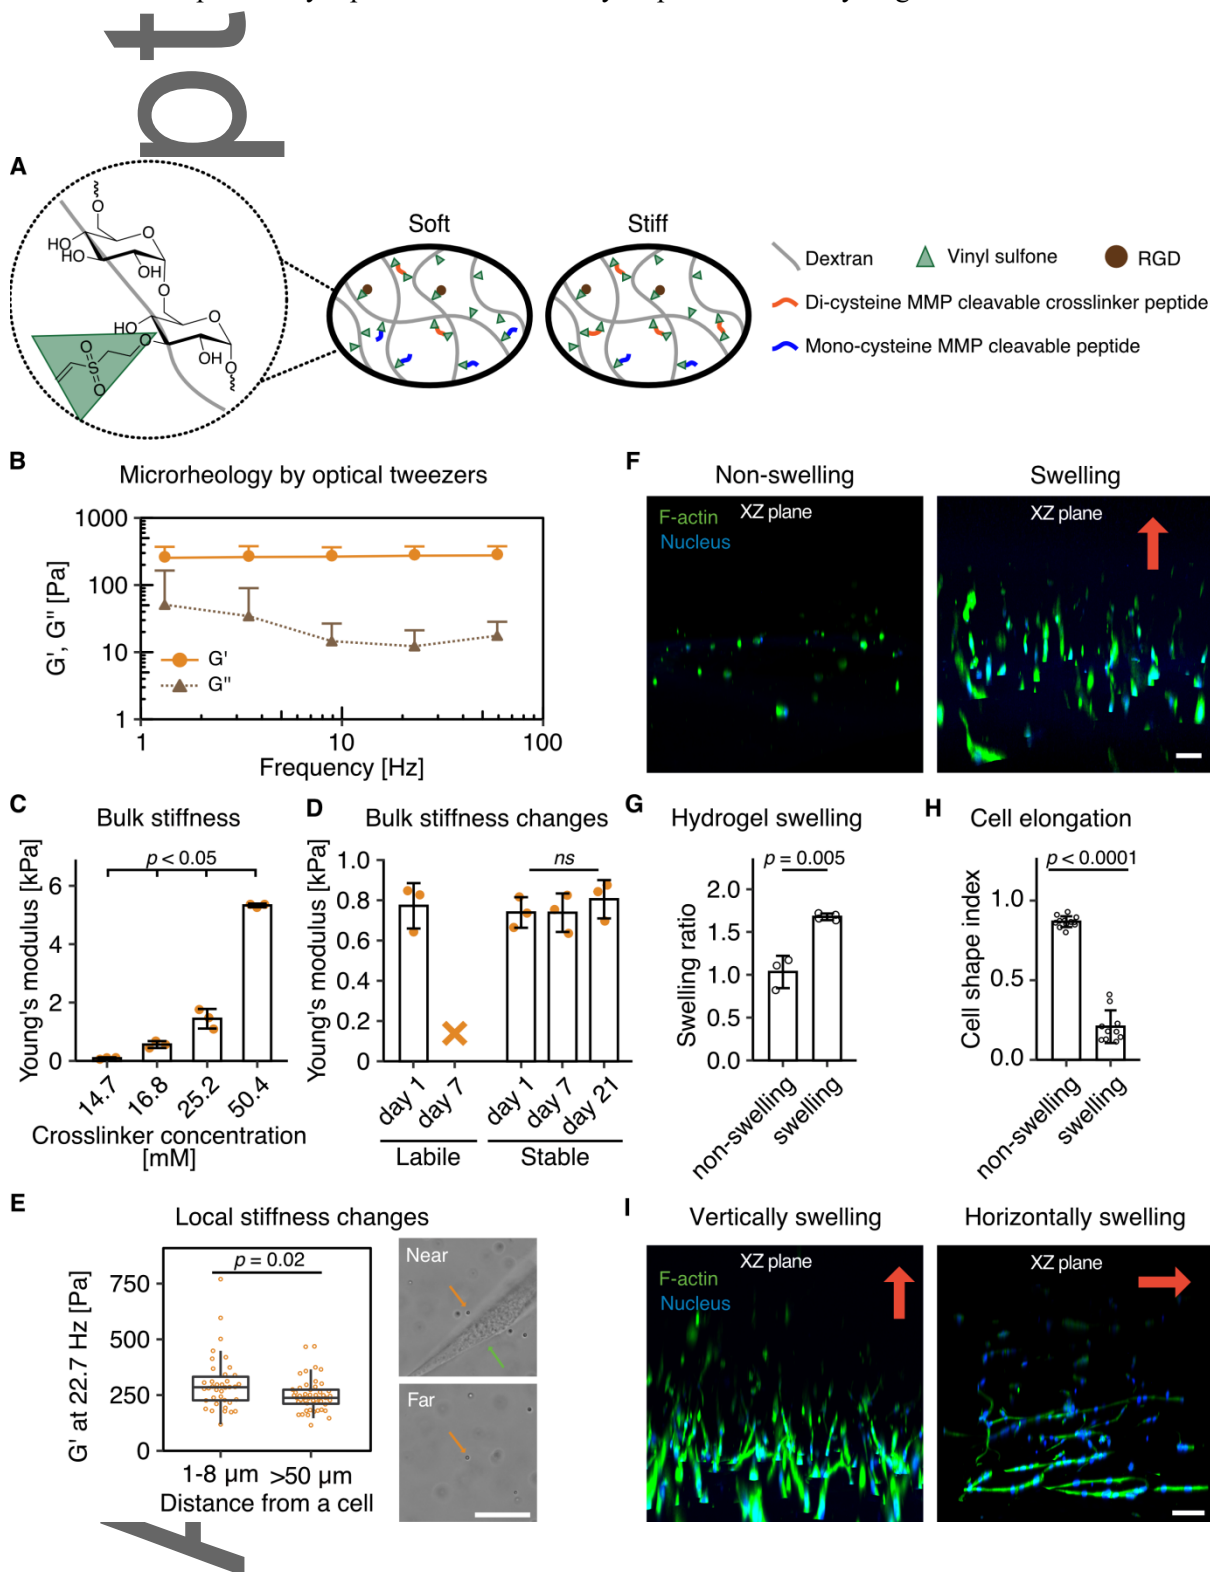 pt
A
Soft
Stiff
Dextran
Vinyl sulfone
RGD
Di-cysteine MMP cleavable crosslinker peptide
Mono-cysteine MMP cleavable peptide
O
HO
HO
OH
O
O
HO
O
O
OH
O
S
O
O
B
Microrheology by optical tweezers
G', G'' [Pa]
1000
100
10
1
G'
G''
1
10
100
Frequency [Hz]
C
Bulk stiffness
p < 0.05
Young's modulus [kPa]
6
4
2
0
14.7
16.8
25.2
50.4
Crosslinker concentration
[mM]
D
Bulk stiffness changes
ns
Young's modulus [kPa]
1.0
0.8
0.6
0.4
0.2
0
day 1
day 7
day 1
day 7
day 21
Labile
Stable
E
Local stiffness changes
p = 0.02
G' at 22.7 Hz [Pa]
750
500
250
0
1-8 µm
>50 µm
Distance from a cell
Near
Far
F
Non-swelling
Swelling
F-actin
Nucleus
XZ plane
XZ plane
G
Hydrogel swelling
p = 0.005
Swelling ratio
2.0
1.0
0.0
non-swelling
swelling
H
Cell elongation
p < 0.0001
Cell shape index
1.0
0.5
0.0
non-swelling
swelling
I
Vertically swelling
Horizontally swelling
F-actin
Nucleus
XZ plane
XZ plane